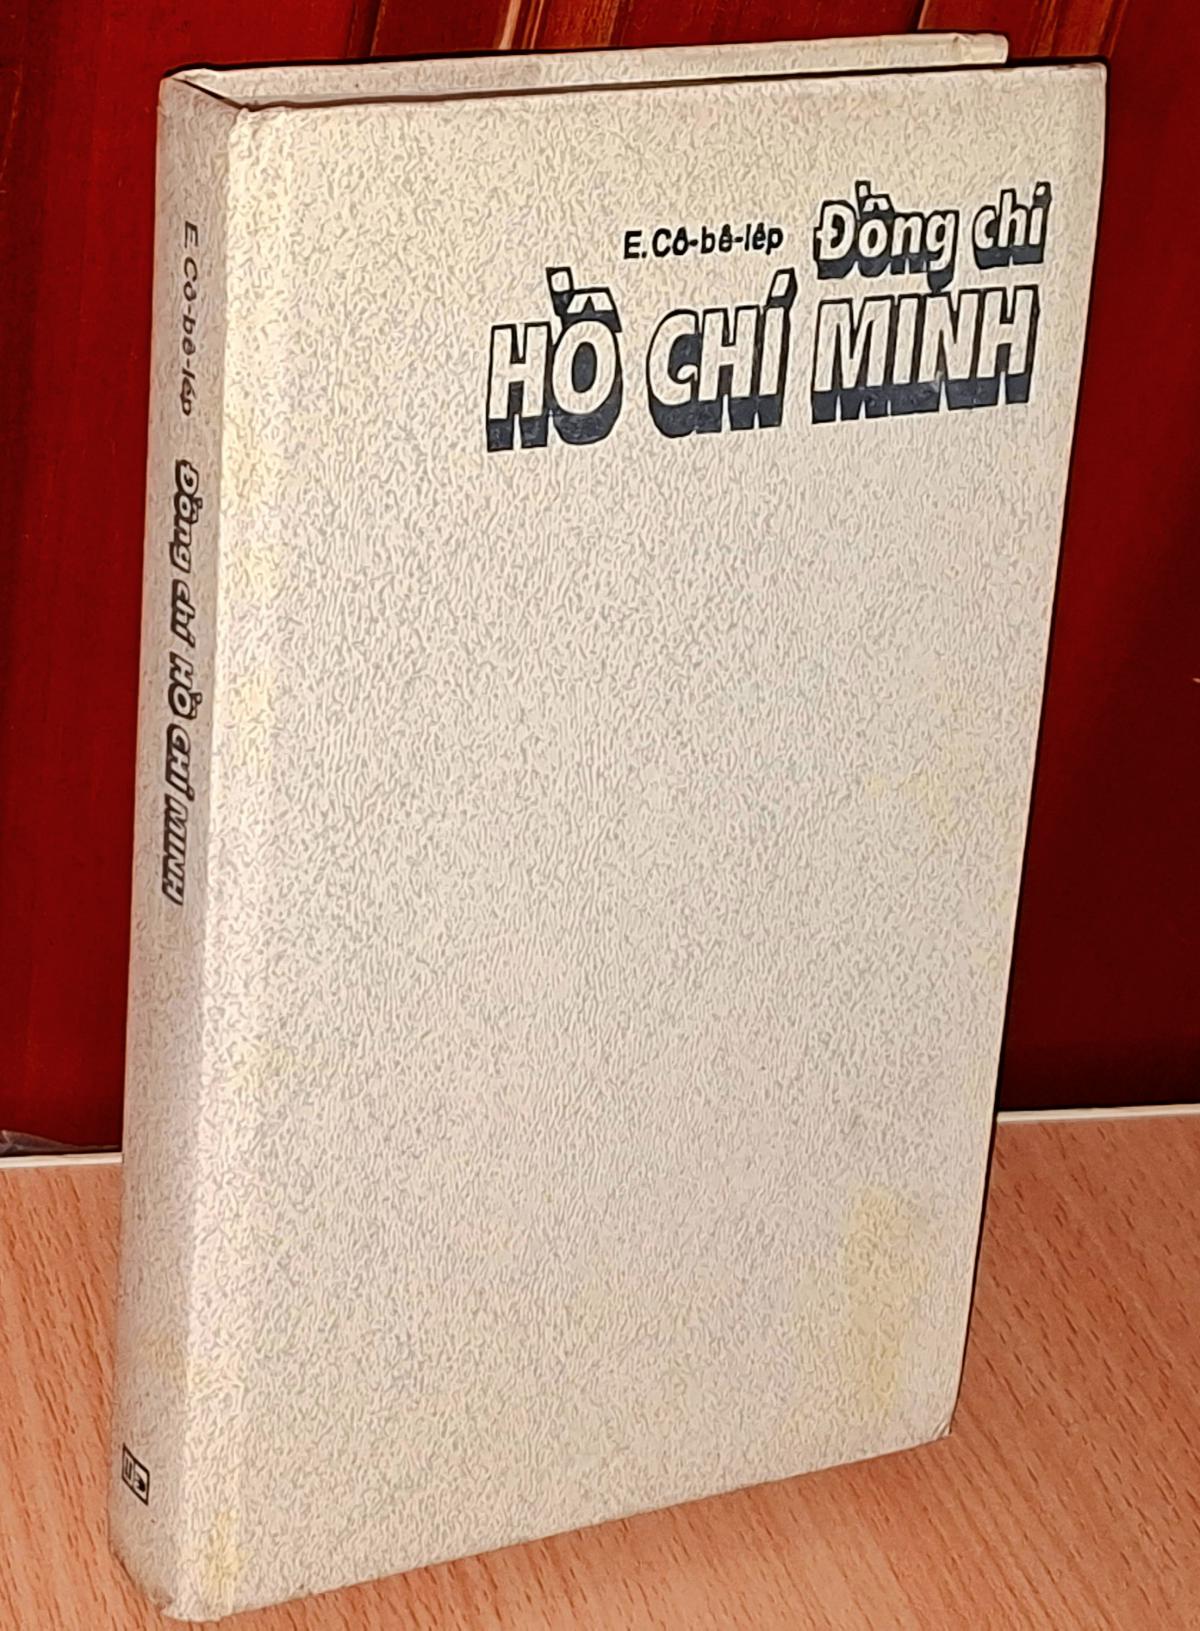 E. Cô-bê-lép Đồng chí
HỒ CHÍ MINH
E. Cô-bê-lép Đồng chí HỒ CHÍ MINH